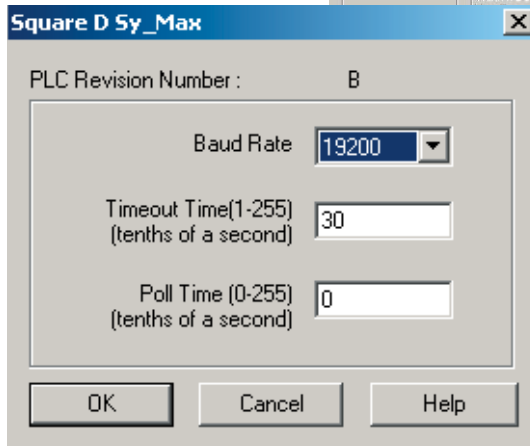 Square D Sy_Max
PLC Revision Number : B
Baud Rate 19200
Timeout Time(1-255) 30
(tenths of a second)
Poll Time (0-255) 0
(tenths of a second)
OK Cancel Help